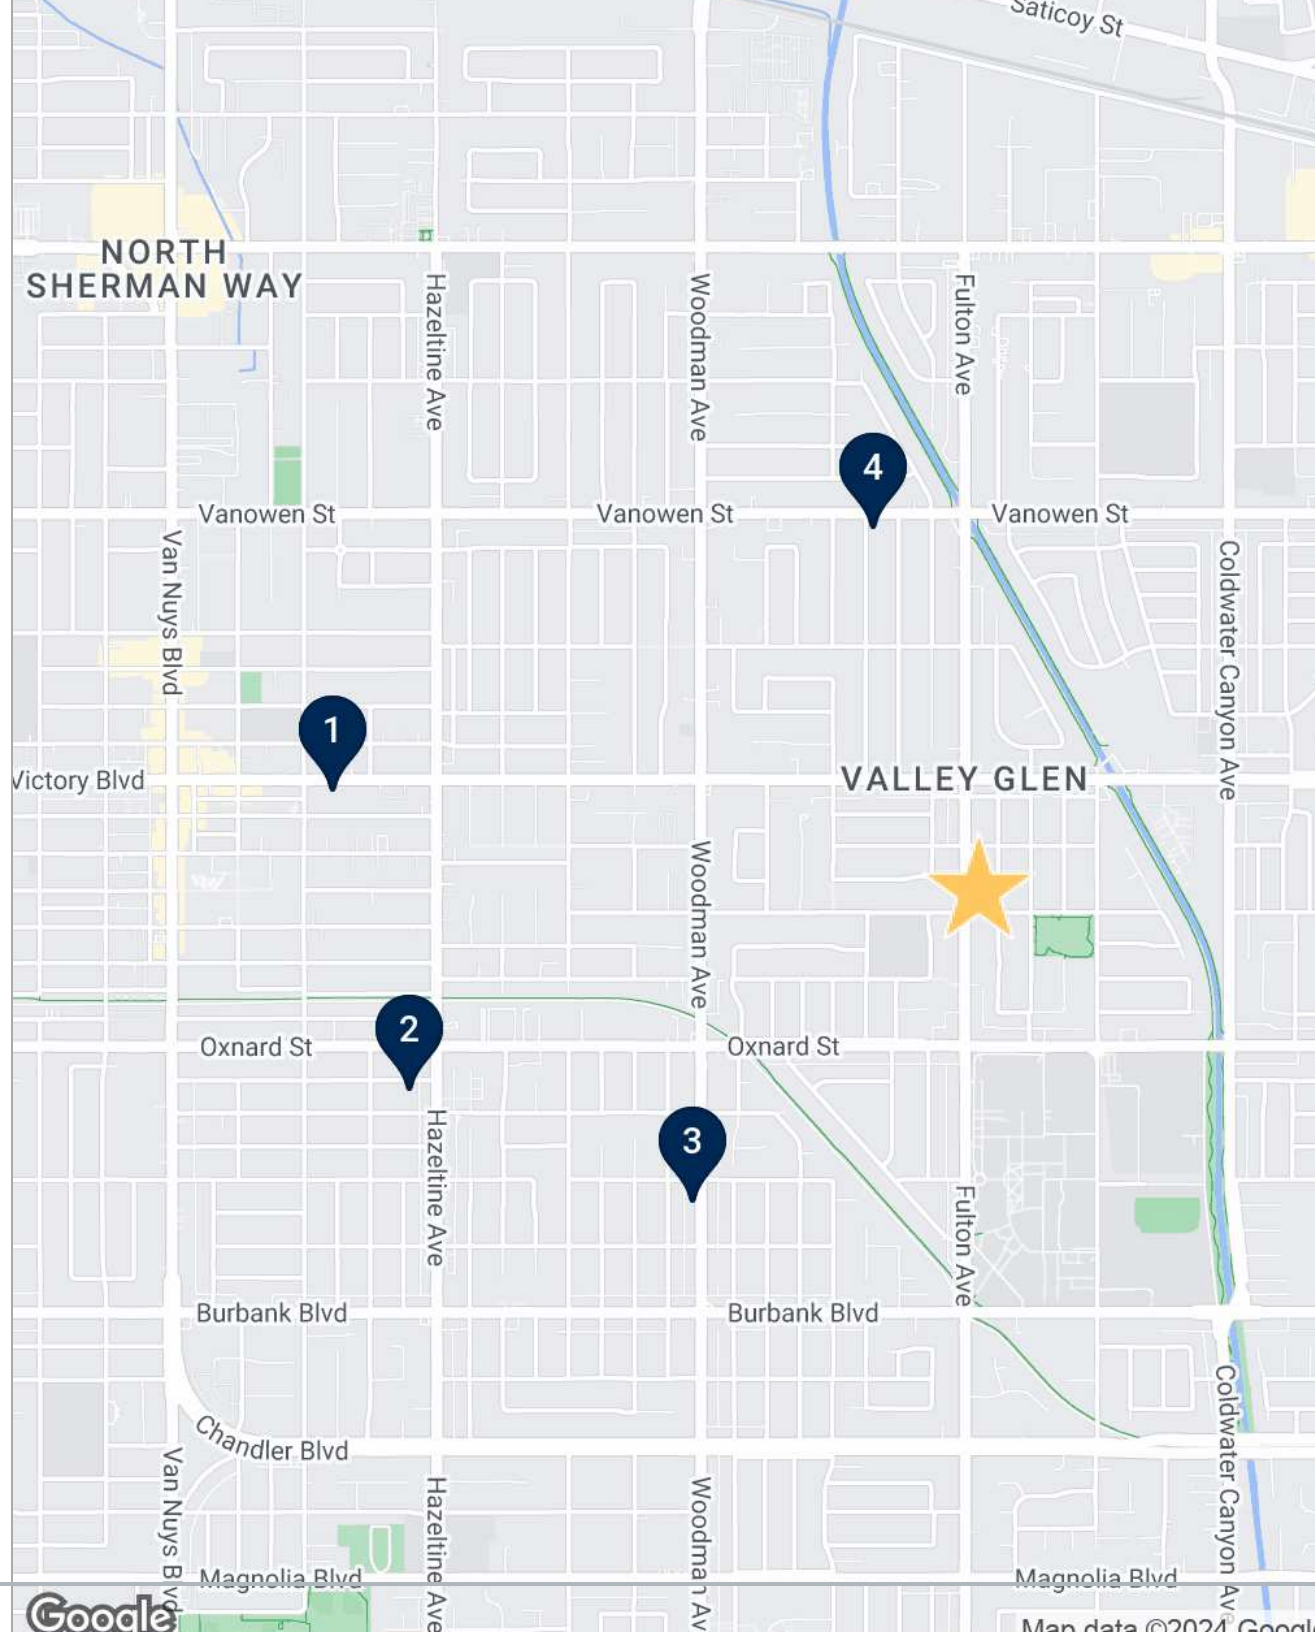 Saticoy St
NORTH
SHERMAN WAY
Hazeltine Ave
Woodman Ave
Fulton Ave
4
Vanowen St
Vanowen St
Vanowen St
Van Nuys Blvd
Coldwater Canyon Ave
1
Victory Blvd
VALLEY GLEN
Woodman Ave
2
Oxnard St
Oxnard St
3
Hazeltine Ave
Fulton Ave
Burbank Blvd
Burbank Blvd
Chandler Blvd
Coldwater Canyon Ave
Van Nuys Blvd
Hazeltine Ave
Woodman Av
Magnolia Blvd
Magnolia Blvd
Google
Map data ©2024 Google